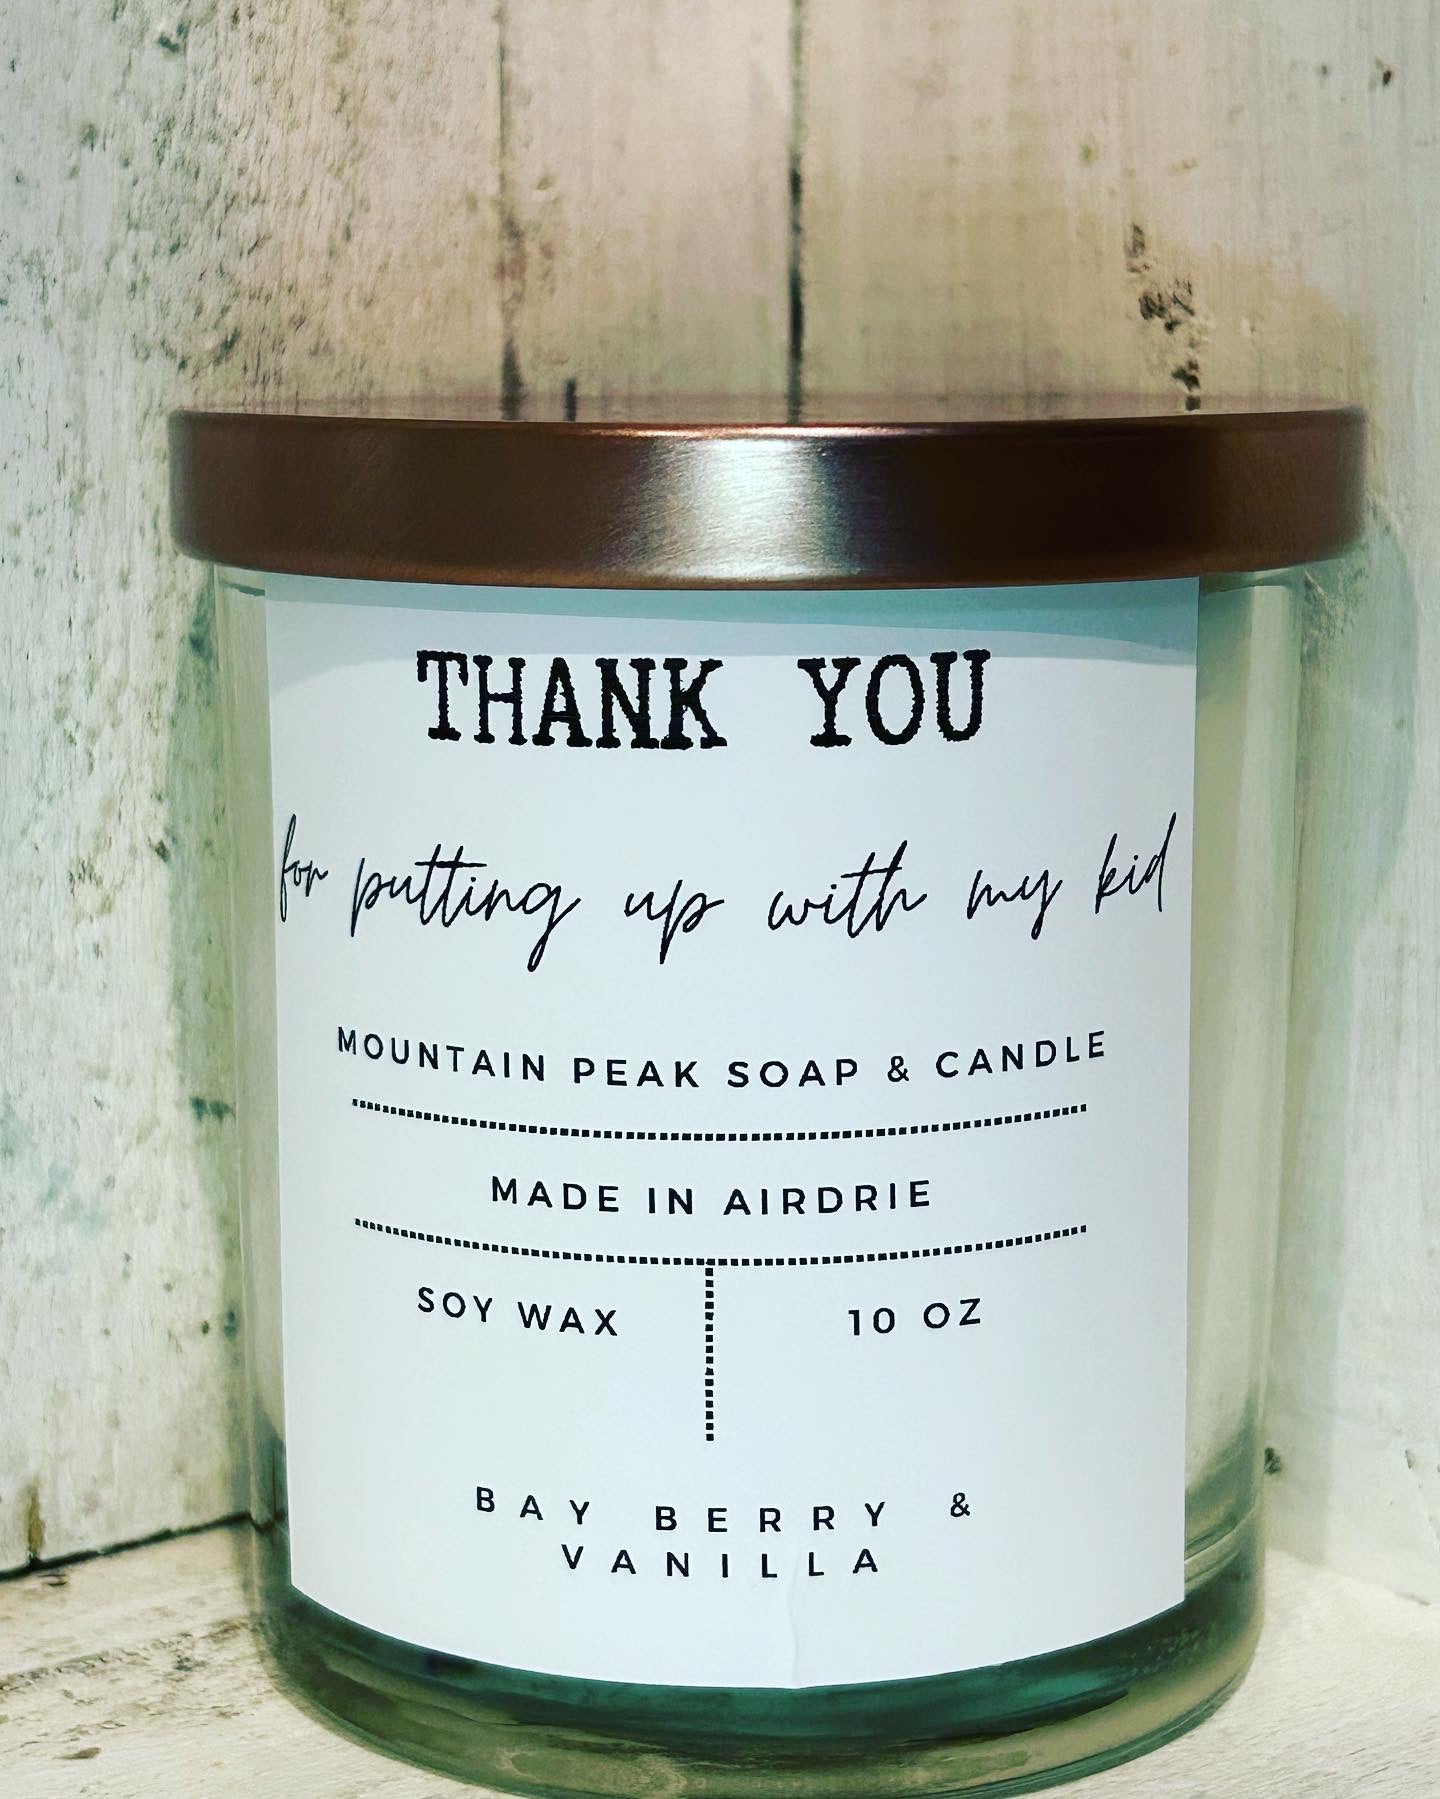 THANK YOU
for putting up with my kid
MOUNTAIN PEAK SOAP & CANDLE
MADE IN AIRDRIE
SOY WAX 10 OZ
BAY BERRY &
VANILLA